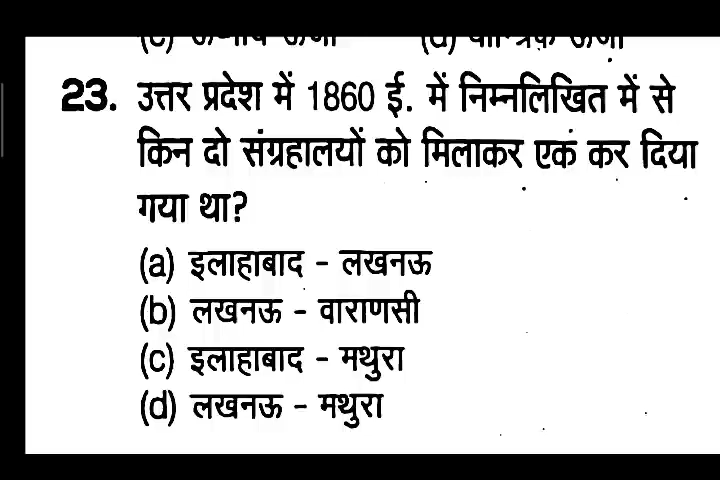 23. उत्तर प्रदेश में 1860 ई. में निम्नलिखित में से
किन दो संग्रहालयों को मिलाकर एक कर दिया
गया था?
(a) इलाहाबाद - लखनऊ
(b) लखनऊ - वाराणसी
(c) इलाहाबाद - मथुरा
(d) लखनऊ - मथुरा